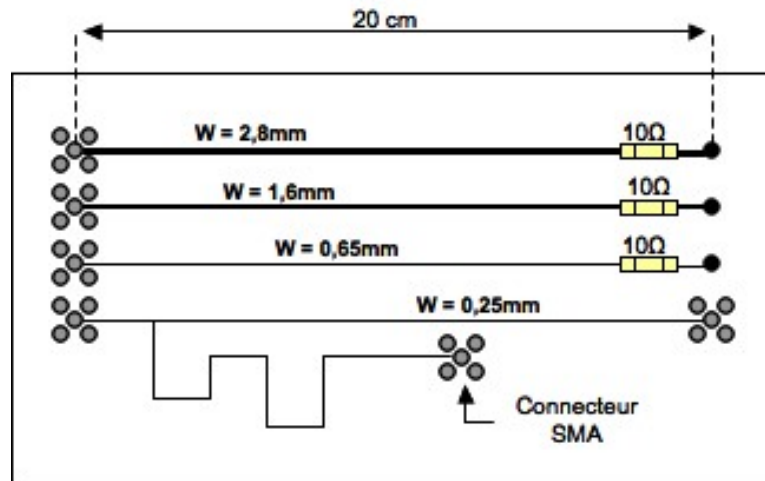 20 cm
W = 2,8mm
10Ω
W = 1,6mm
10Ω
W = 0,65mm
10Ω
W = 0,25mm
Connecteur
SMA